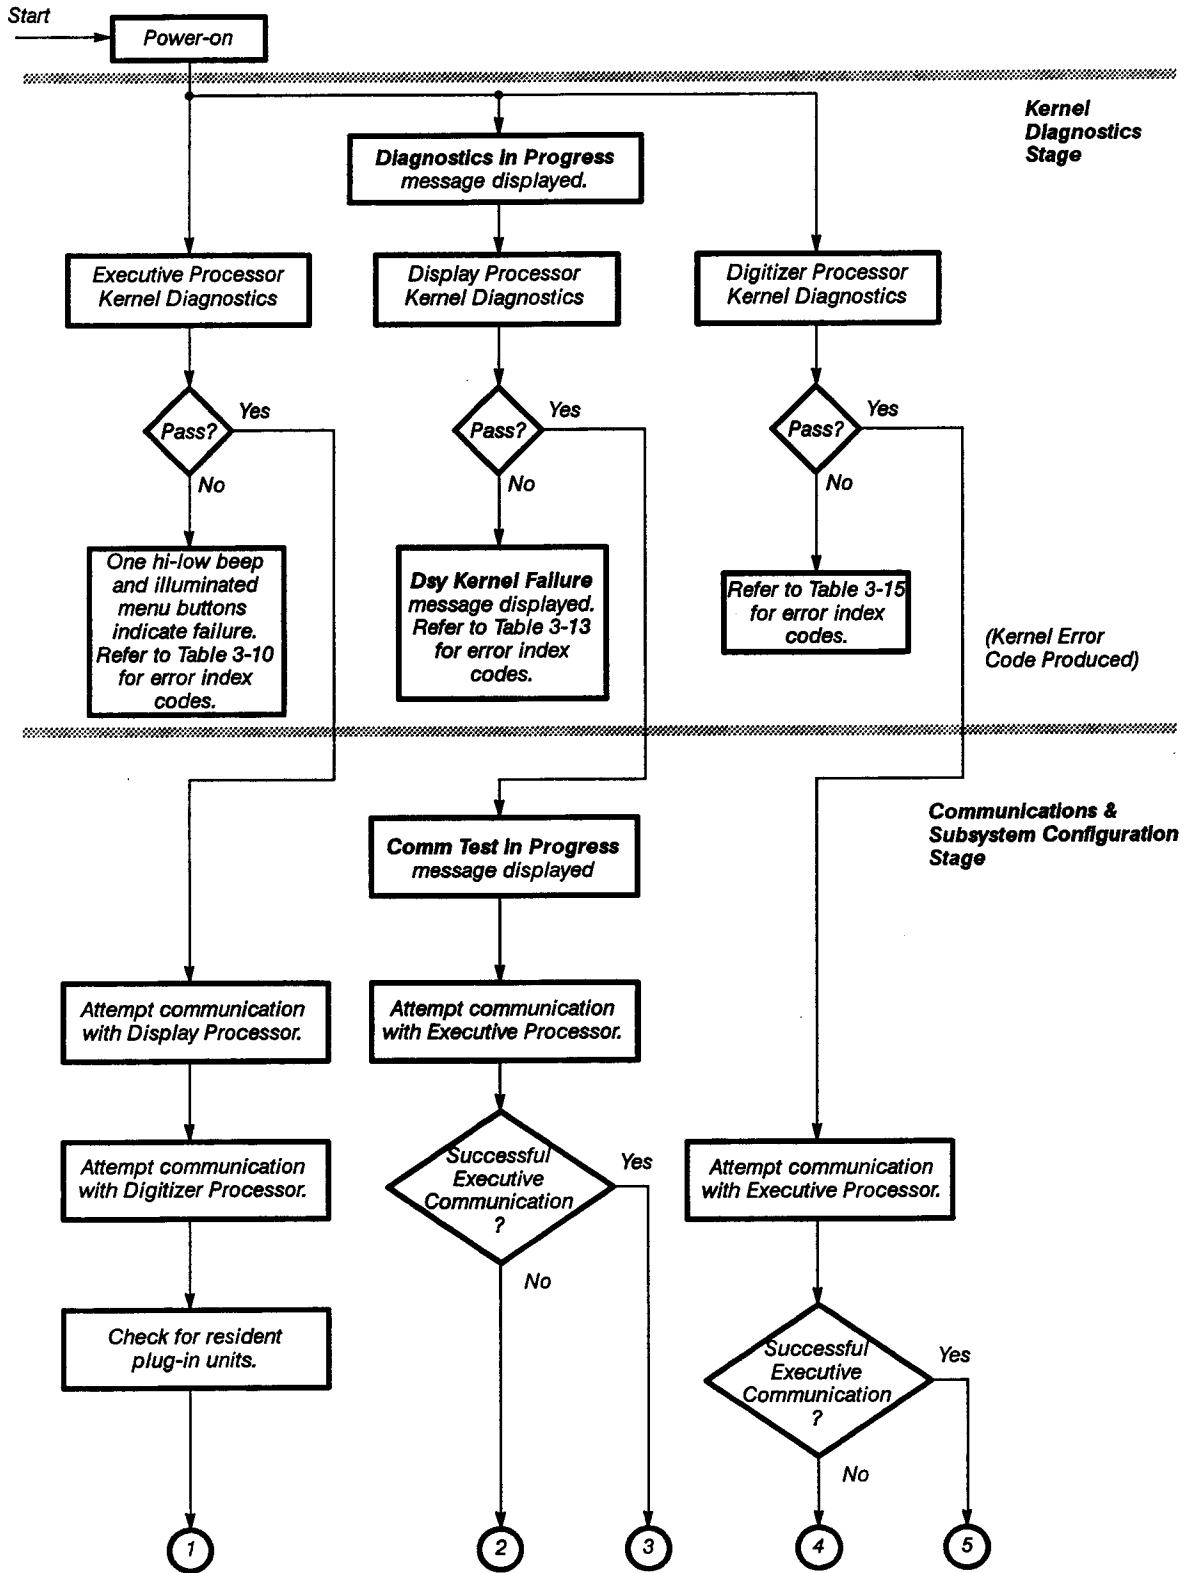 Start
Power-on
Kernel
Diagnostics
Stage
Diagnostics in Progress
message displayed.
Executive Processor
Kernel Diagnostics
Display Processor
Kernel Diagnostics
Digitizer Processor
Kernel Diagnostics
Pass?
Yes
No
Pass?
Yes
No
Pass?
Yes
No
One hi-low beep
and illuminated
menu buttons
indicate failure.
Refer to Table 3-10
for error index
codes.
Dsy Kernel Failure
message displayed.
Refer to Table 3-13
for error index
codes.
Refer to Table 3-15
for error index
codes.
(Kernel Error
Code Produced)
Communications &
Subsystem Configuration
Stage
Comm Test in Progress
message displayed
Attempt communication
with Display Processor.
Attempt communication
with Executive Processor.
Attempt communication
with Digitizer Processor.
Successful
Executive
Communication
?
Yes
No
Attempt communication
with Executive Processor.
Check for resident
plug-in units.
Successful
Executive
Communication
?
Yes
No
1
2
3
4
5